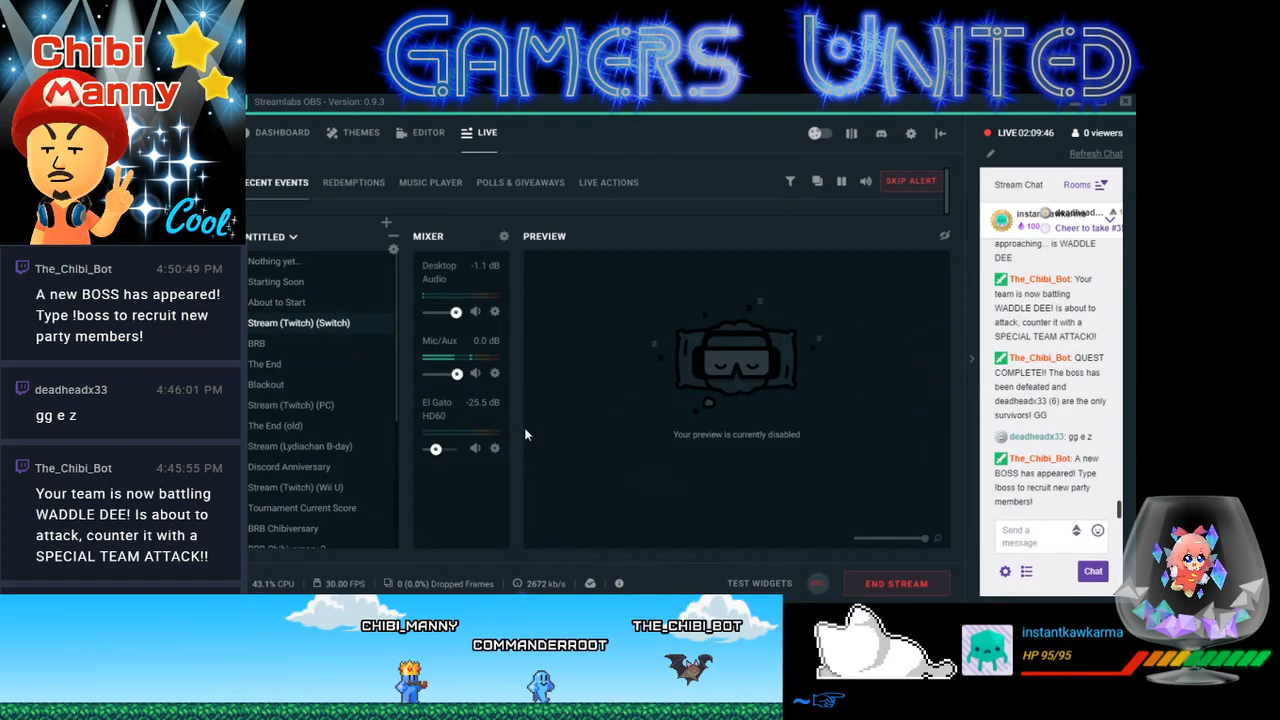 Gamers United
Chibi
Manny
Cool
Streamlabs OBS - Version: 0.9.3
DASHBOARD
THEMES
EDITOR
LIVE
LIVE 02:09:46
0 viewers
Refresh Chat
ECENT EVENTS
REDEMPTIONS
MUSIC PLAYER
POLLS & GIVEAWAYS
LIVE ACTIONS
SKIP ALERT
Stream Chat
Rooms
100
Cheer to take #3
NTITLED
Nothing yet...
Starting Soon
About to Start
Stream (Twitch) (Switch)
BRB
The End
Blackout
Stream (Twitch) (PC)
The End (old)
Stream (Lydiachan B-day)
Discord Anniversary
Stream (Twitch) (Wii U)
Tournament Current Score
BRB Chibiversary
MIXER
Desktop
Audio
-1.1 dB
Mic/Aux
0.0 dB
El Gato
HD60
-25.5 dB
PREVIEW
Your preview is currently disabled
approaching... is WADDLE
DEE
The_Chibi_Bot: Your
team is now battling
WADDLE DEE! Is about to
attack, counter it with a
SPECIAL TEAM ATTACK!!
The_Chibi_Bot: QUEST
COMPLETE!! The boss has
been defeated and
deadheadx33 (6) are the only
survivors! GG
deadheadx33: gg e z
The_Chibi_Bot: A new
BOSS has appeared! Type
!boss to recruit new
party members!
Send a
message
Chat
43.1% CPU
30.00 FPS
0 (0.0%) Dropped Frames
2672 kb/s
TEST WIDGETS
REC
END STREAM
The_Chibi_Bot
4:50:49 PM
A new BOSS has appeared!
Type !boss to recruit new
party members!
deadheadx33
4:46:01 PM
gg e z
The_Chibi_Bot
4:45:55 PM
Your team is now battling
WADDLE DEE! Is about to
attack, counter it with a
SPECIAL TEAM ATTACK!!
CHIBI_MANNY
COMMANDERROOT
THE_CHIBI_BOT
instantkawkarma
HP 95/95